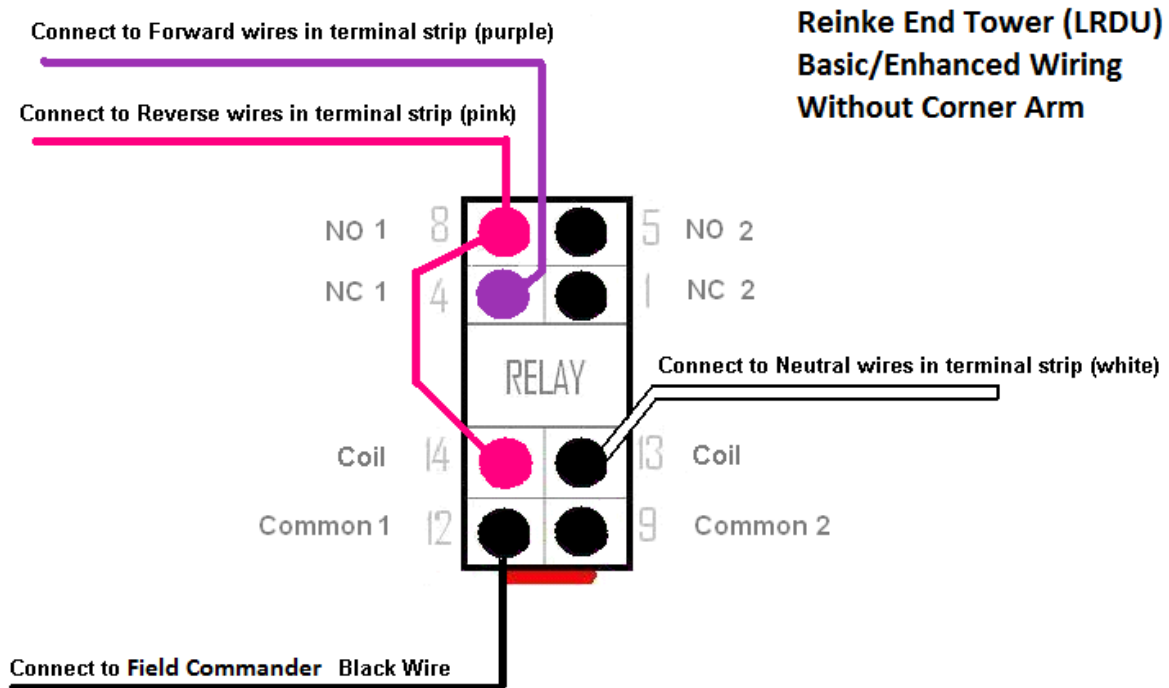 Connect to Forward wires in terminal strip (purple)
Reinke End Tower (LRDU)
Basic/Enhanced Wiring
Without Corner Arm
Connect to Reverse wires in terminal strip (pink)
NO 1 8 5 NO 2
NC 1 4 1 NC 2
RELAY
Connect to Neutral wires in terminal strip (white)
Coil 14 13 Coil
Common 1 12 9 Common 2
Connect to Field Commander Black Wire